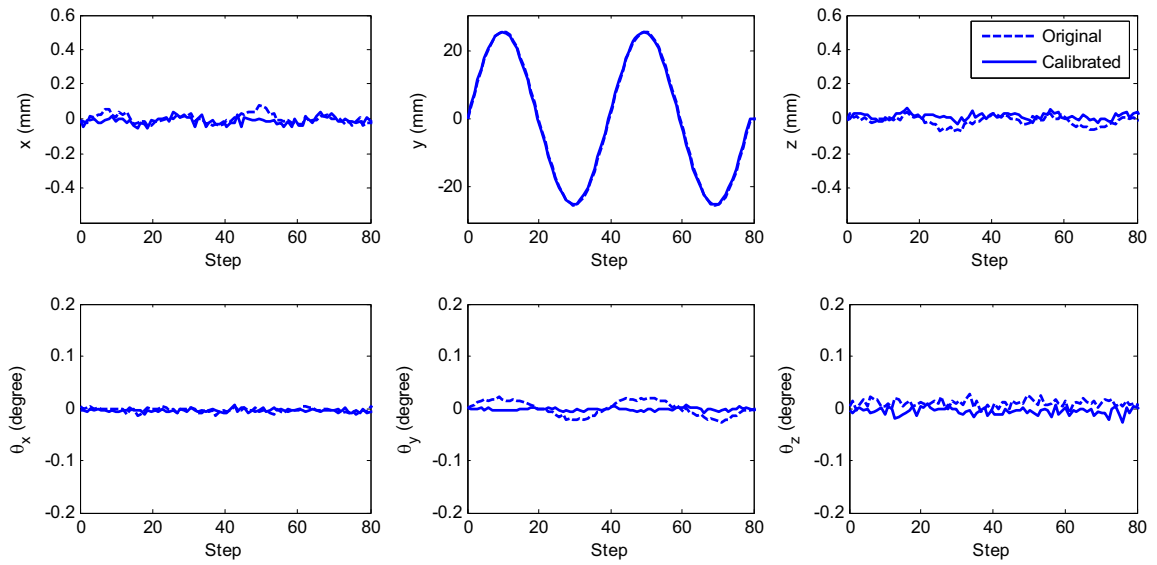 0.6
0.4
0.2
0
-0.2
-0.4
x (mm)
0 20 40 60 80
Step
20
0
-20
y (mm)
0 20 40 60 80
Step
0.6
0.4
0.2
0
-0.2
-0.4
z (mm)
0 20 40 60 80
Step
Original
Calibrated
0.2
0.1
0
-0.1
-0.2
θx (degree)
0 20 40 60 80
Step
0.2
0.1
0
-0.1
-0.2
θy (degree)
0 20 40 60 80
Step
0.2
0.1
0
-0.1
-0.2
θz (degree)
0 20 40 60 80
Step